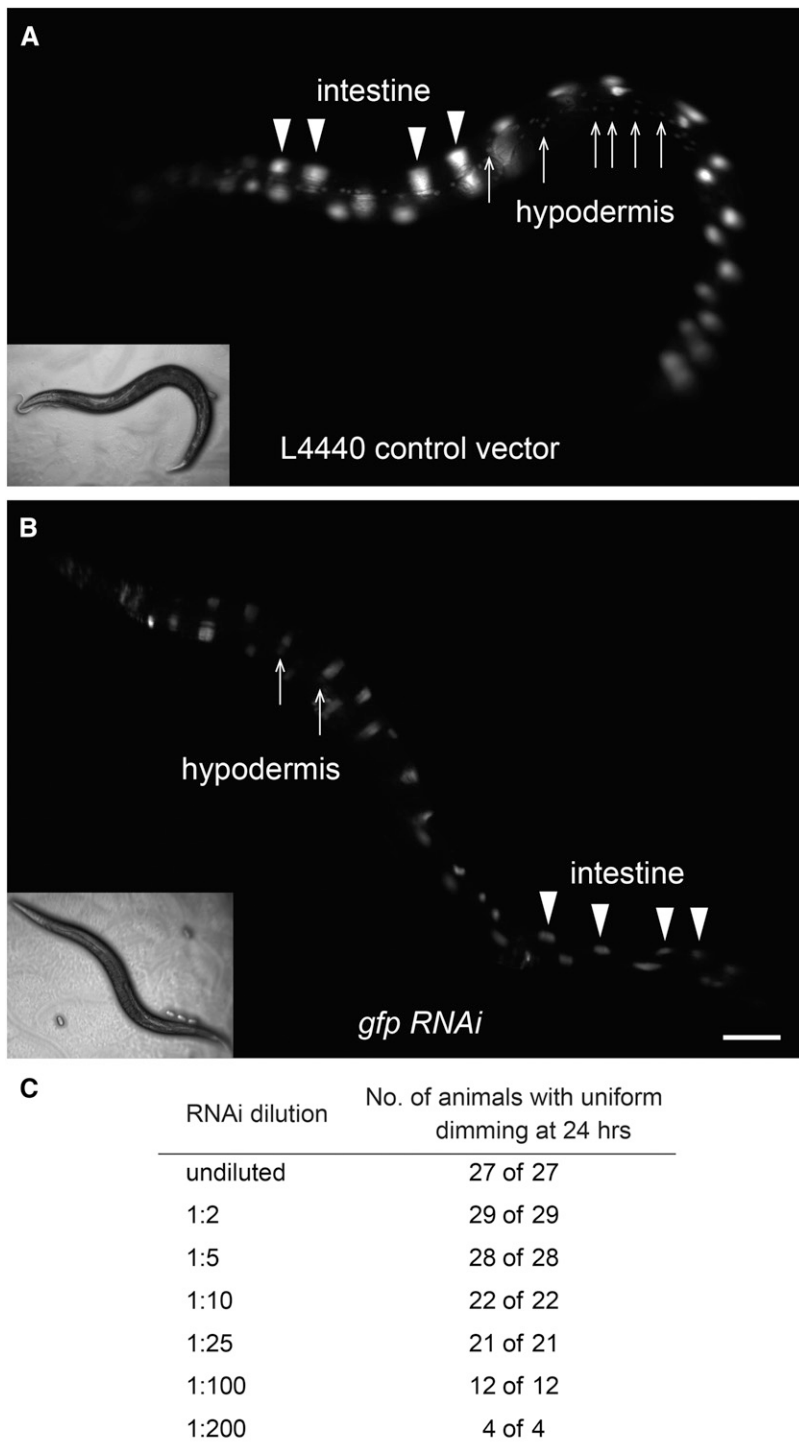 A
intestine
hypodermis
L4440 control vector
B
hypodermis
intestine
gfp RNAi
C
RNAi dilution No. of animals with uniform
dimming at 24 hrs
undiluted 27 of 27
1:2 29 of 29
1:5 28 of 28
1:10 22 of 22
1:25 21 of 21
1:100 12 of 12
1:200 4 of 4